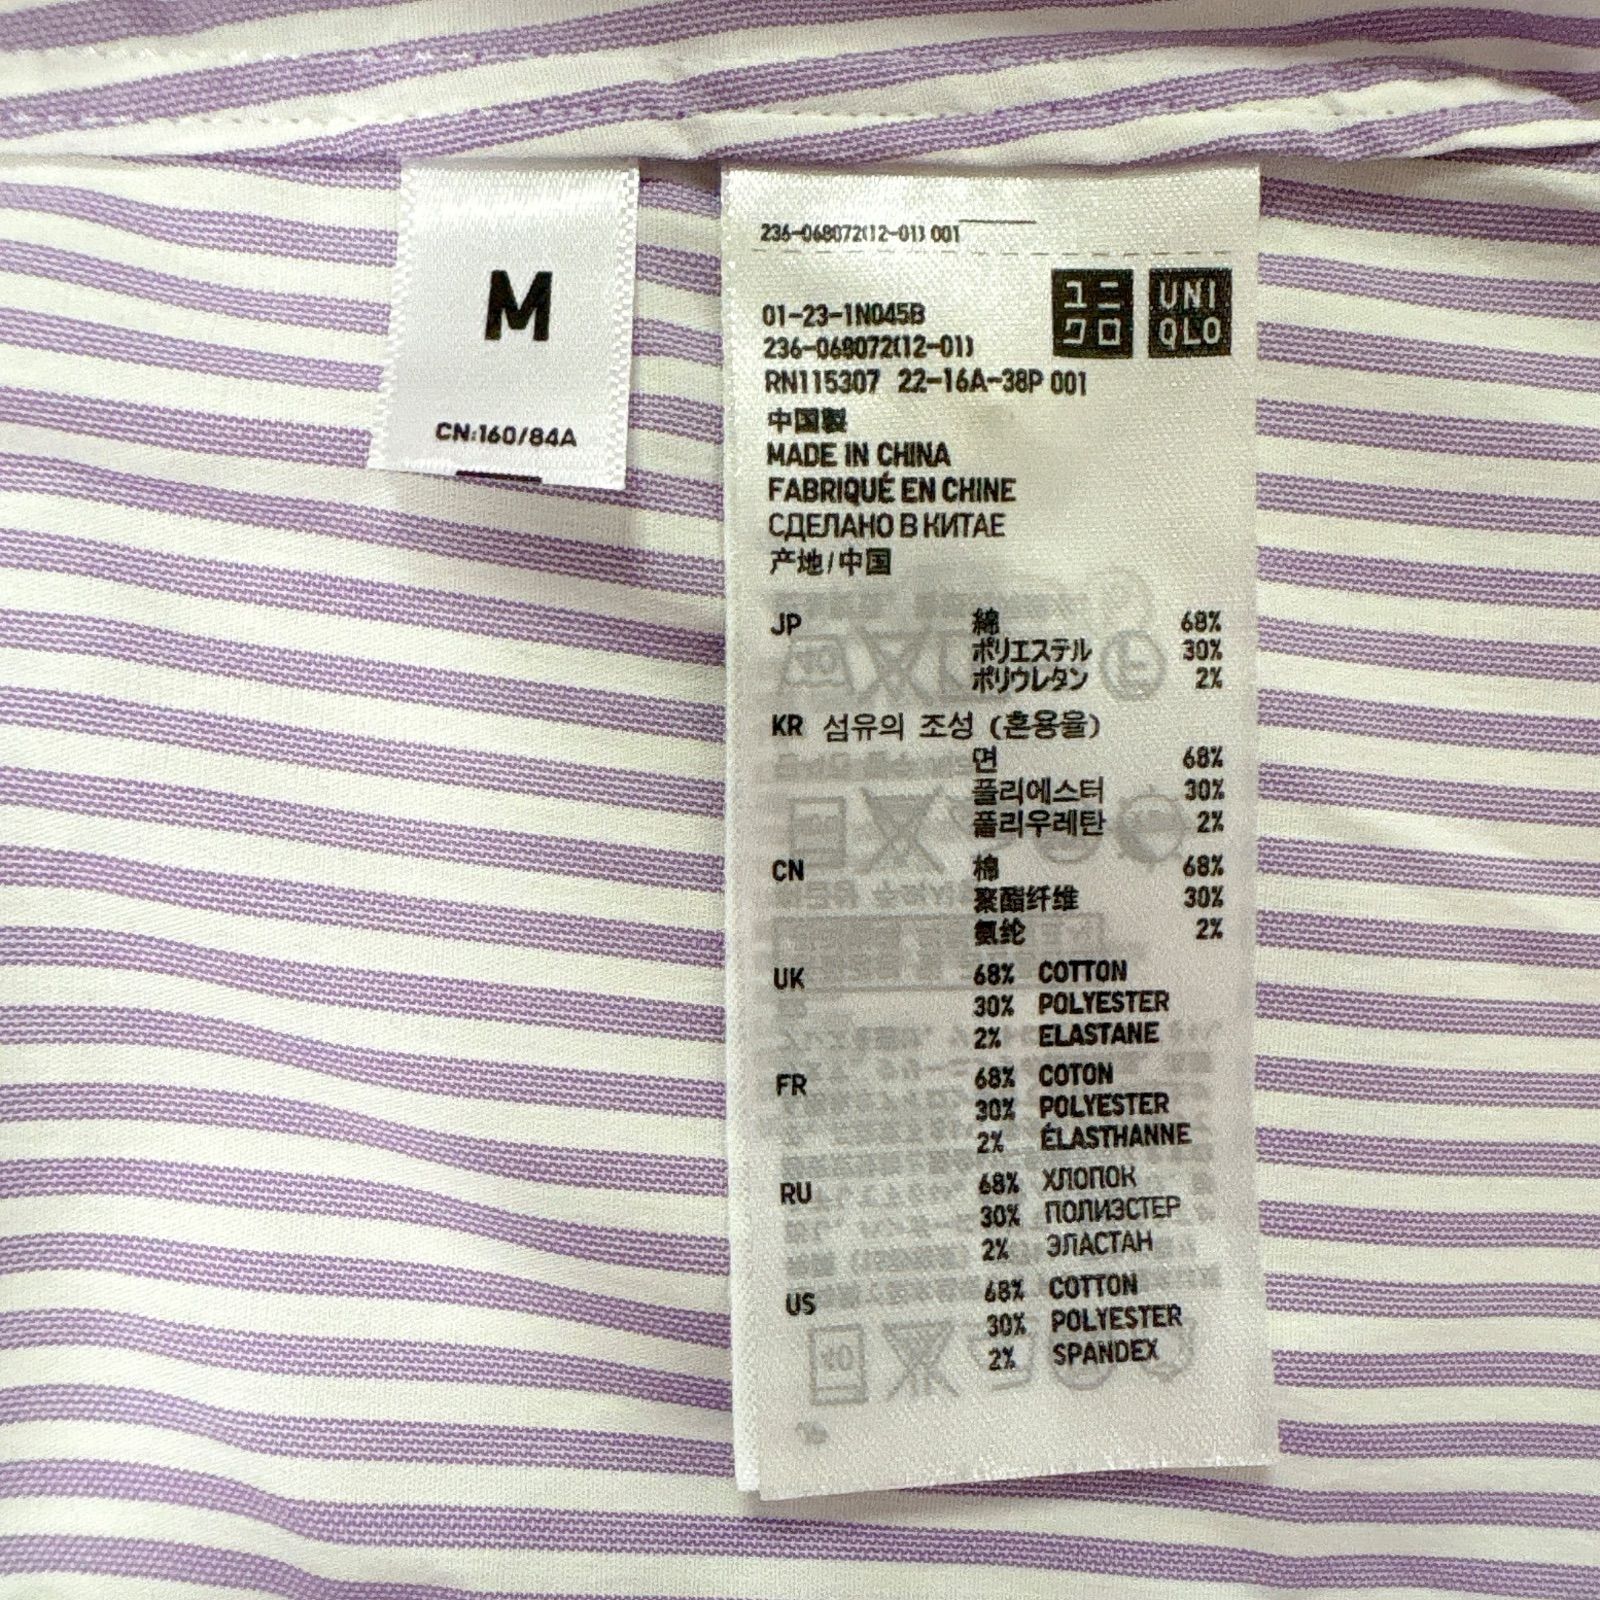 M
CN:160/84A
236-068072(12-01) 001
ユニ
クロ
UNI
QLO
01-23-1N045B
236-068072(12-01)
RN115307 22-16A-38P 001
中国製
MADE IN CHINA
FABRIQUÉ EN CHINE
СДЕЛАНО В КИТАЕ
产地/中国
JP 綿 68%
ポリエステル 30%
ポリウレタン 2%
KR 섬유의 조성 (혼용율)
면 68%
폴리에스터 30%
폴리우레탄 2%
CN 棉 68%
聚酯纤维 30%
氨纶 2%
UK 68% COTTON
30% POLYESTER
2% ELASTANE
FR 68% COTON
30% POLYESTER
2% ÉLASTHANNE
RU 68% ХЛОПОК
30% ПОЛИЭСТЕР
2% ЭЛАСТАН
US 68% COTTON
30% POLYESTER
2% SPANDEX